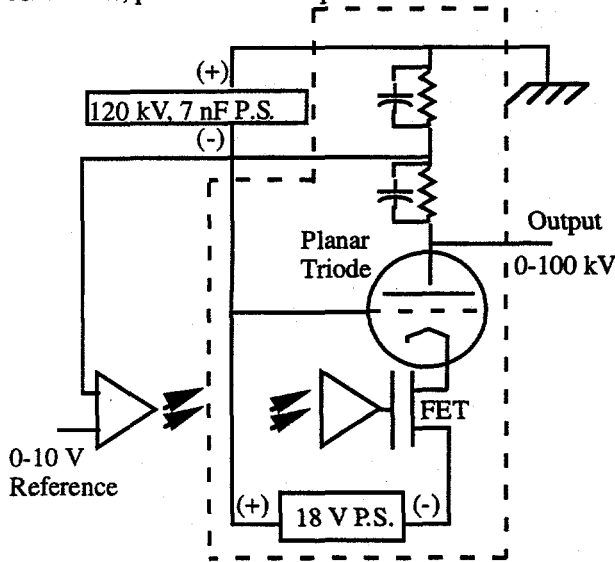 (+)
120 kV, 7 nF P.S.
(-)
Planar
Triode
Output
0-100 kV
FET
0-10 V
Reference
(+)
18 V P.S.
(-)